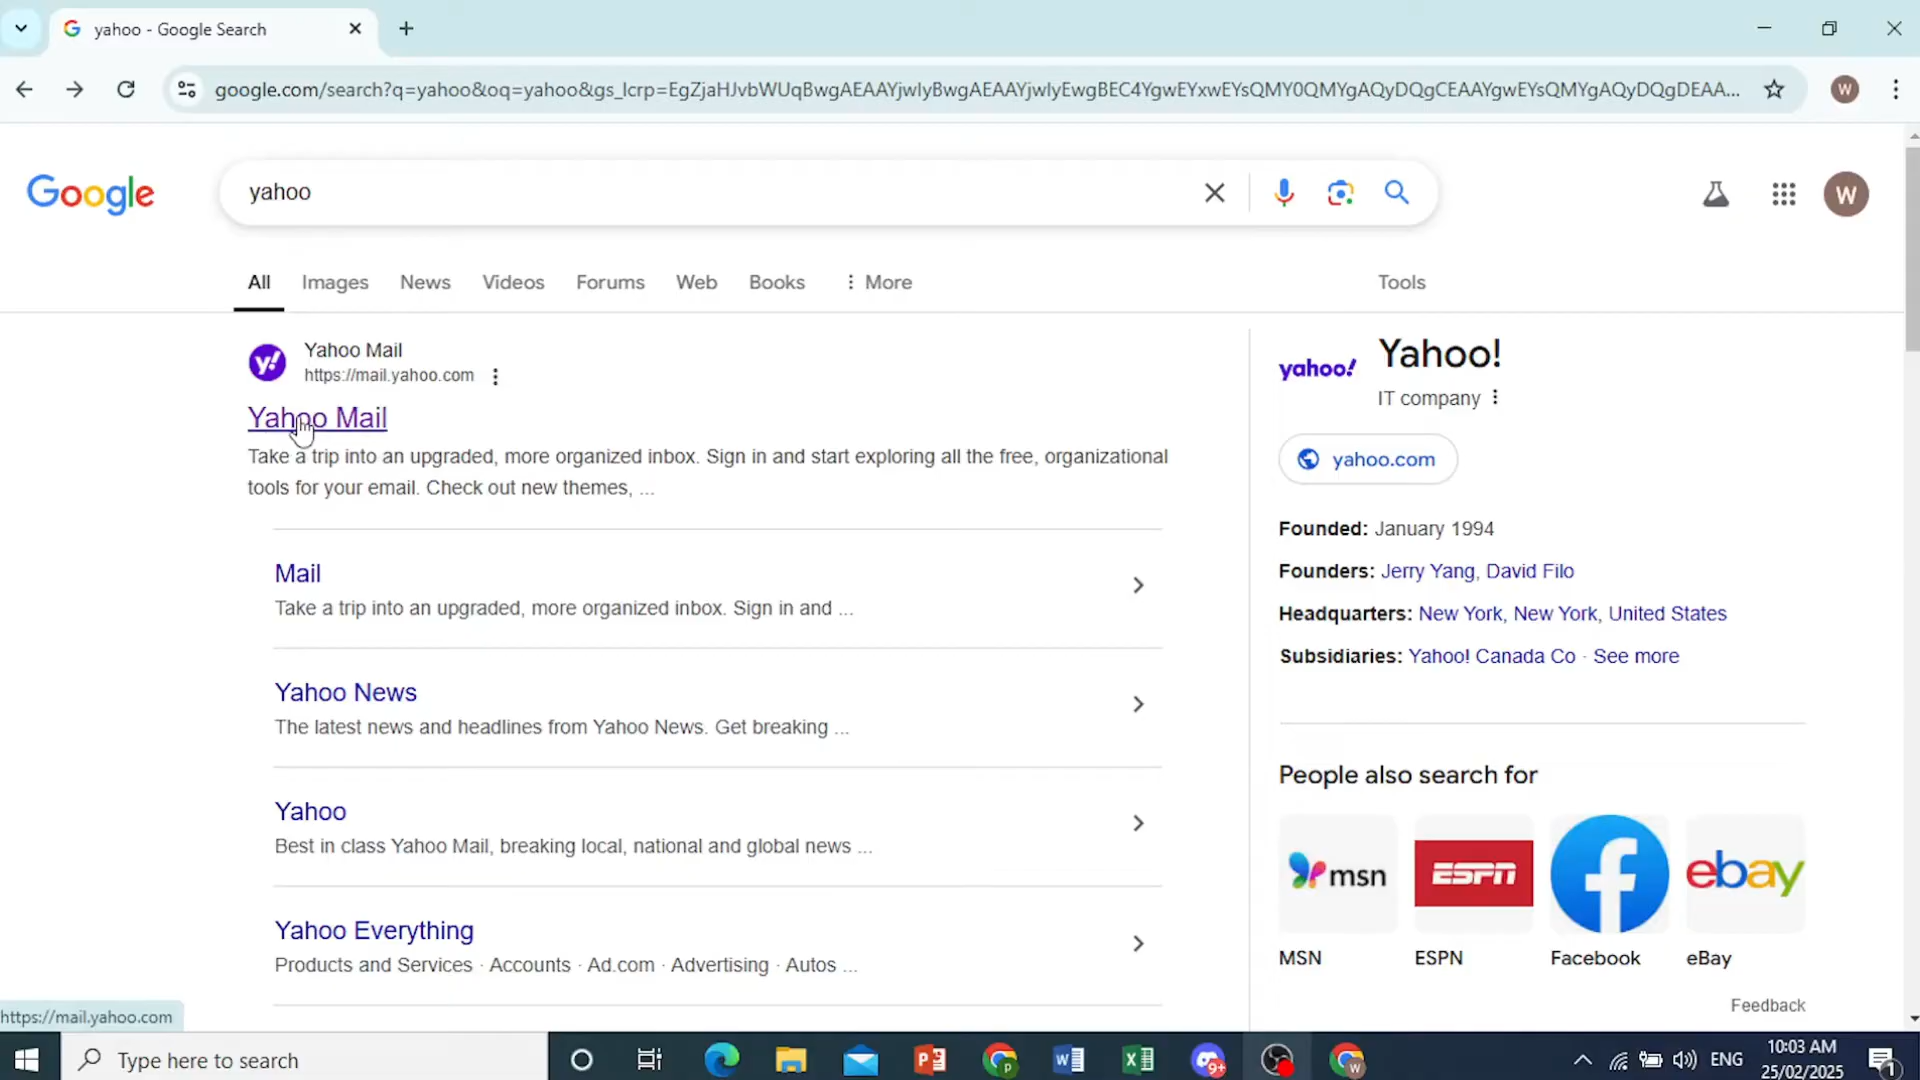 yahoo - Google Search
google.com/search?q=yahoo&oq=yahoo&gs_lcrp=EgZjaHJvbWUqBwgAEAAYjwIyBwgAEAAYjwIyEwgBEC4YgwEYxwEYsQMY0QMYgAQyDQgCEAAYgwEYsQMYgAQyDQgDEAA...
W
Google
yahoo
W
All Images News Videos Forums Web Books More Tools
y!
Yahoo Mail
https://mail.yahoo.com
Yahoo Mail
Take a trip into an upgraded, more organized inbox. Sign in and start exploring all the free, organizational
tools for your email. Check out new themes, ...
Mail
Take a trip into an upgraded, more organized inbox. Sign in and ...
Yahoo News
The latest news and headlines from Yahoo News. Get breaking ...
Yahoo
Best in class Yahoo Mail, breaking local, national and global news ...
Yahoo Everything
Products and Services · Accounts · Ad.com · Advertising · Autos ...
yahoo!
Yahoo!
IT company
yahoo.com
Founded: January 1994
Founders: Jerry Yang, David Filo
Headquarters: New York, New York, United States
Subsidiaries: Yahoo! Canada Co · See more
People also search for
msn ESPN f ebay
MSN ESPN Facebook eBay
Feedback
https://mail.yahoo.com
Type here to search
P P W X 9+ W
ENG
10:03 AM
25/02/2025
1